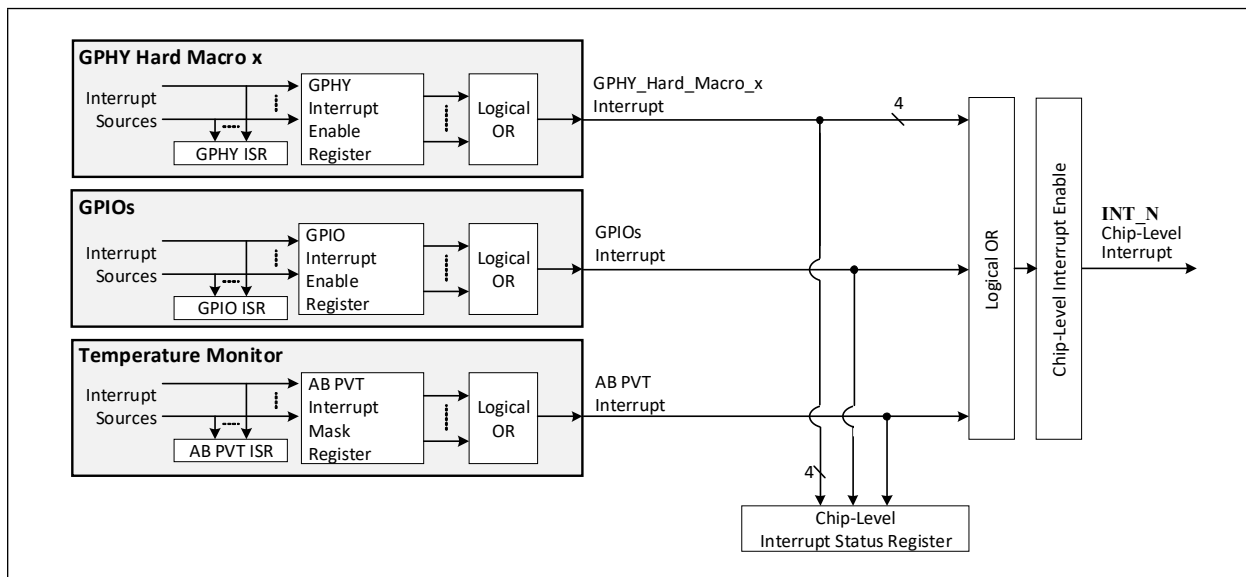 GPHY Hard Macro x
Interrupt
Sources
GPHY ISR
GPHY
Interrupt
Enable
Register
Logical
OR
GPHY_Hard_Macro_x
Interrupt
4
GPIOs
Interrupt
Sources
GPIO ISR
GPIO
Interrupt
Enable
Register
Logical
OR
GPIOs
Interrupt
Temperature Monitor
Interrupt
Sources
AB PVT ISR
AB PVT
Interrupt
Mask
Register
Logical
OR
AB PVT
Interrupt
4
Logical OR
Chip-Level Interrupt Enable
INT_N
Chip-Level
Interrupt
Chip-Level
Interrupt Status Register